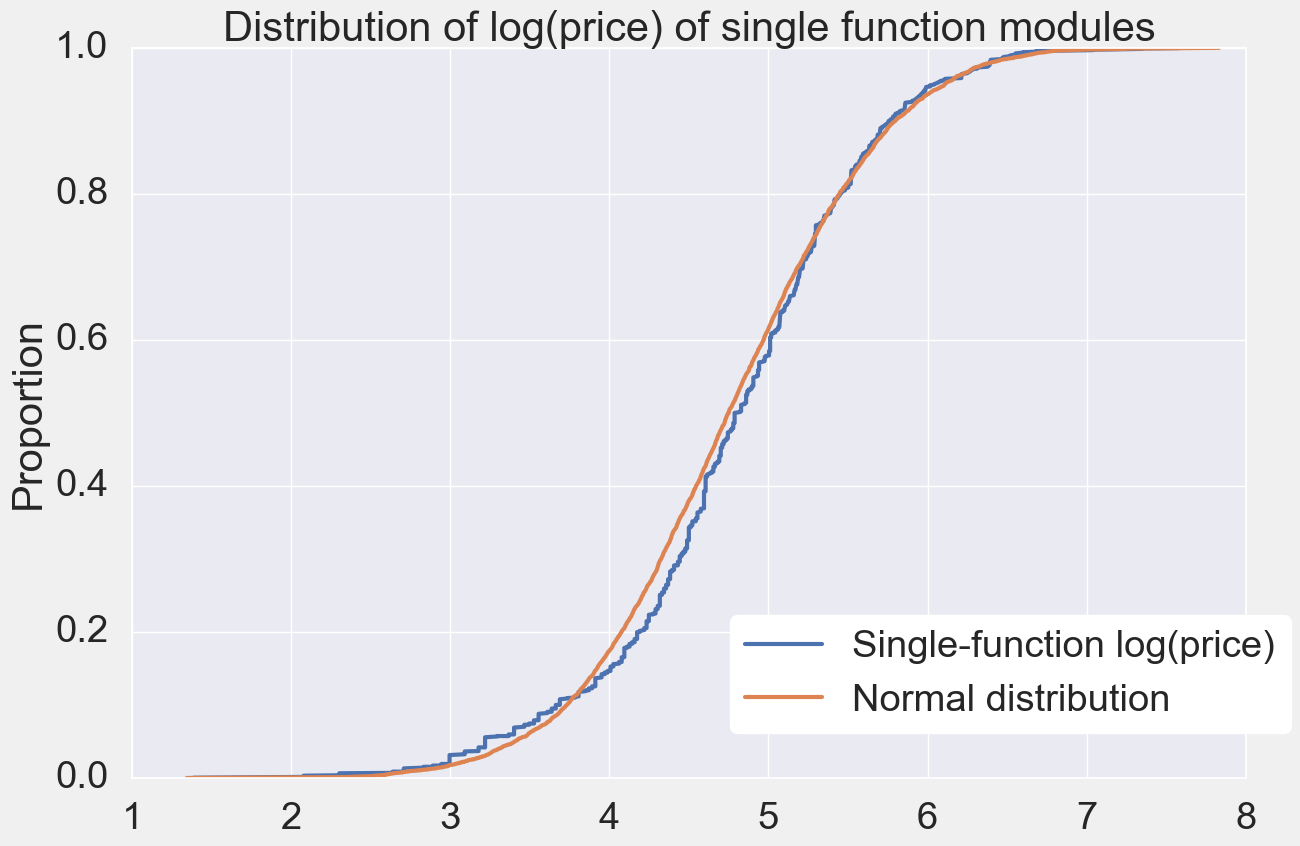 Distribution of log(price) of single function modules
1.0
0.8
0.6
0.4
0.2
0.0
Proportion
Single-function log(price)
Normal distribution
1 2 3 4 5 6 7 8